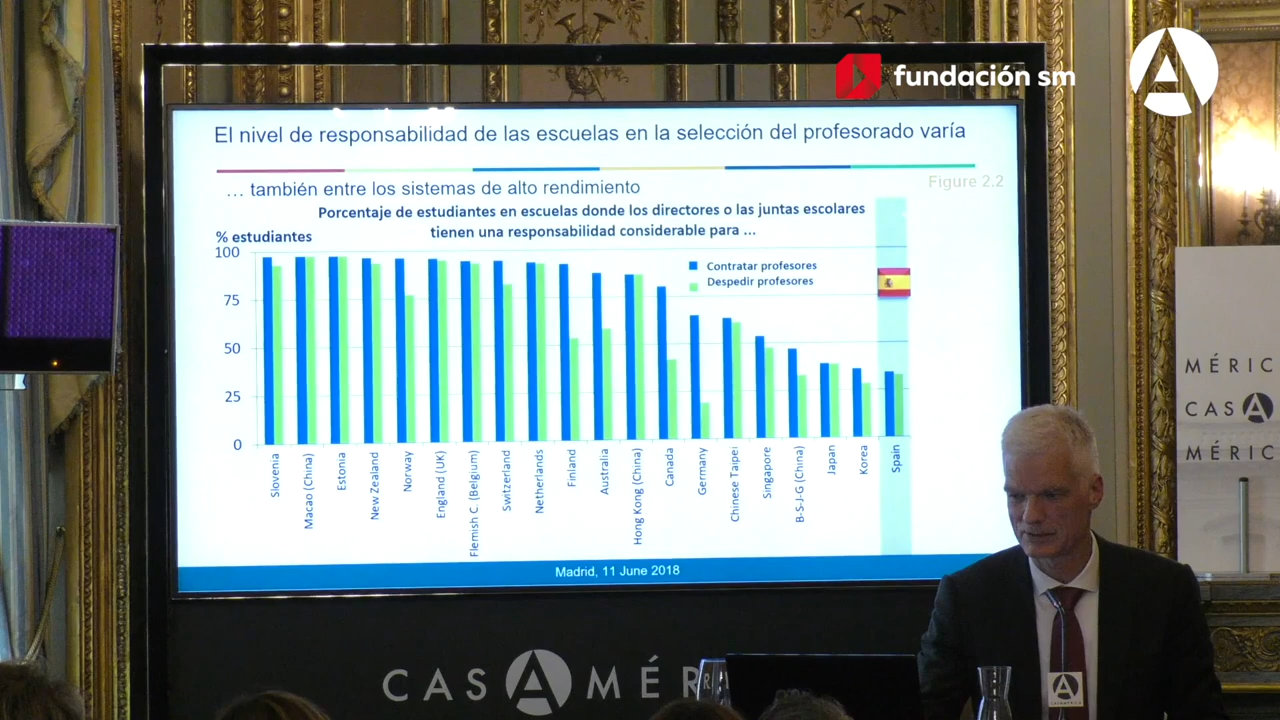 fundación sm
El nivel de responsabilidad de las escuelas en la selección del profesorado varía
… también entre los sistemas de alto rendimiento
Figure 2.2
Porcentaje de estudiantes en escuelas donde los directores o las juntas escolares
tienen una responsabilidad considerable para ...
% estudiantes
100
75
50
25
0
Contratar profesores
Despedir profesores
Slovenia
Macao (China)
Estonia
New Zealand
Norway
England (UK)
Flemish C. (Belgium)
Switzerland
Netherlands
Finland
Australia
Hong Kong (China)
Canada
Germany
Chinese Taipei
Singapore
B-S-J-G (China)
Japan
Korea
Spain
Madrid, 11 June 2018
CASAMÉR
MÉRIC
CASA
MÉRIC